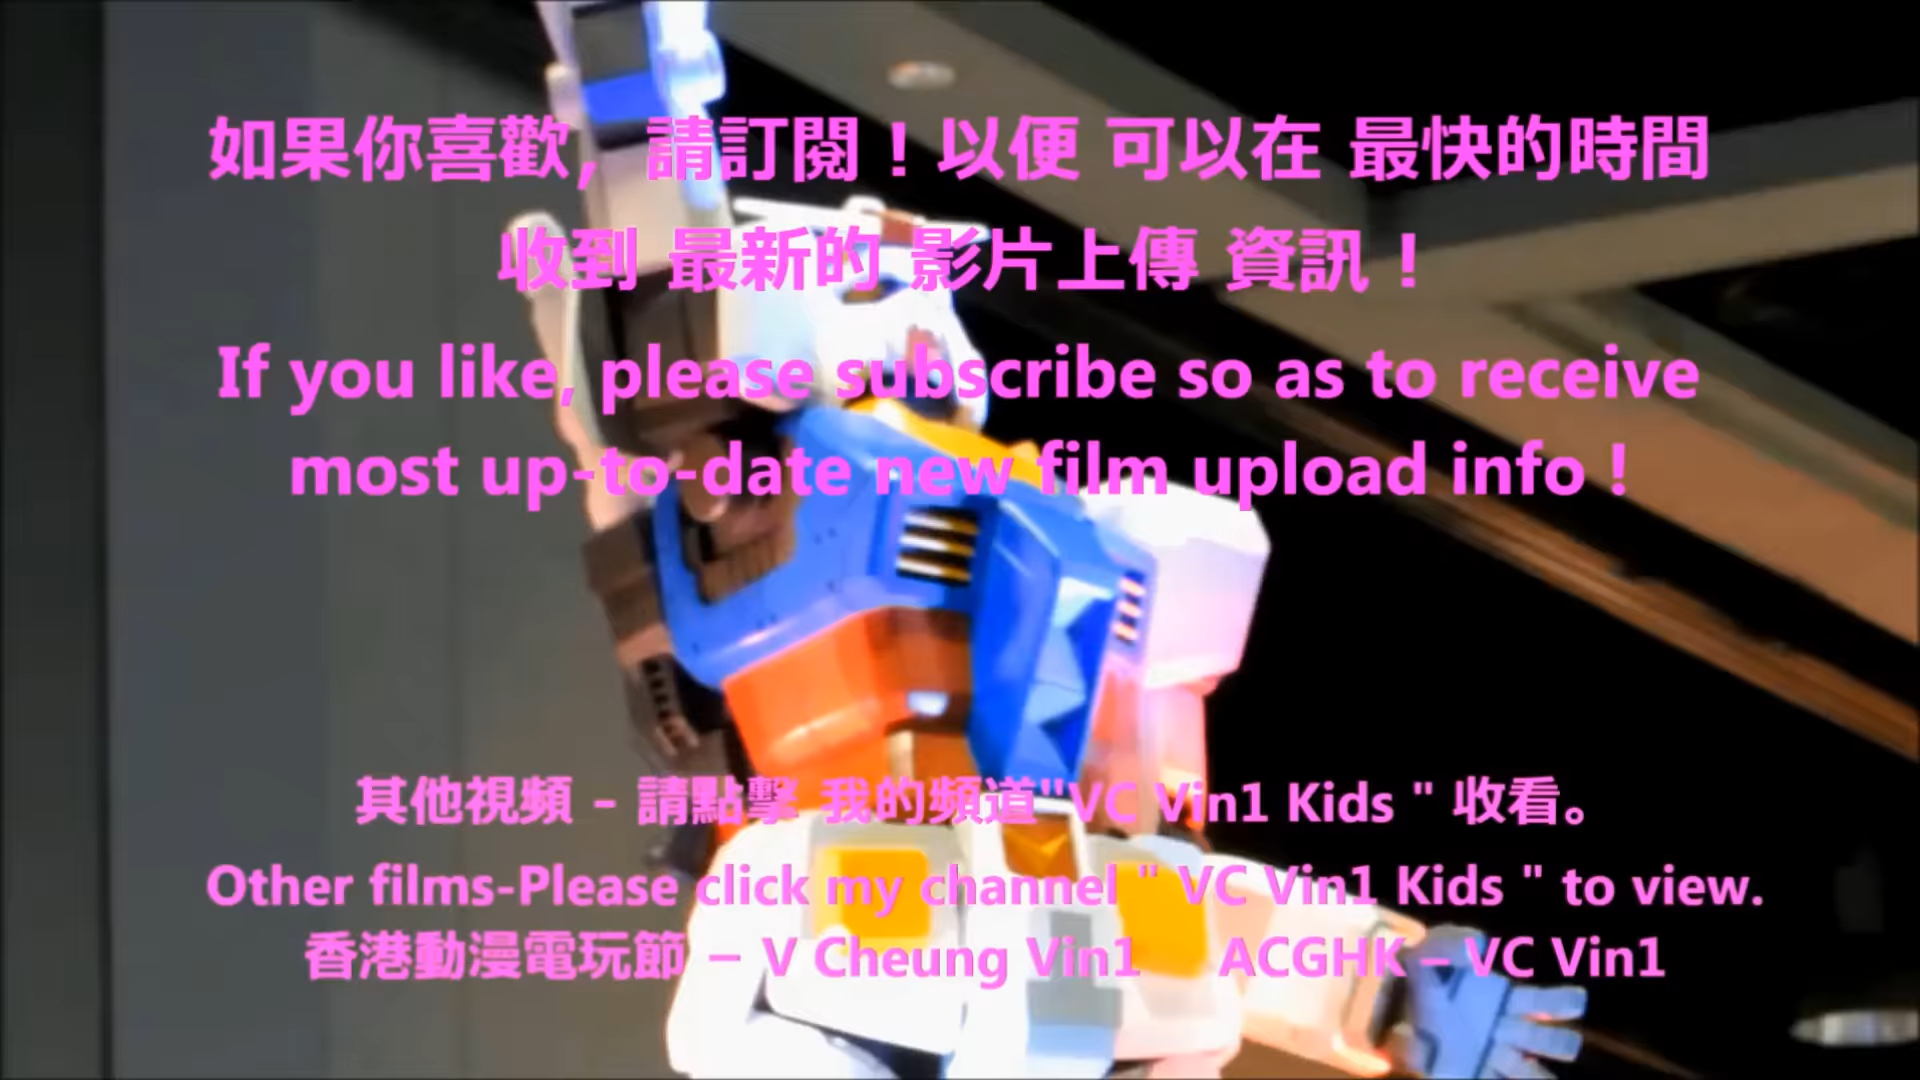 如果你喜歡，請訂閱！以便 可以在 最快的時間
收到 最新的 影片上傳 資訊！
If you like, please subscribe so as to receive
most up-to-date new film upload info !
其他視頻 – 請點擊 我的頻道"VC Vin1 Kids " 收看。
Other films-Please click my channel " VC Vin1 Kids " to view.
香港動漫電玩節 – V Cheung Vin1 ACGHK – VC Vin1